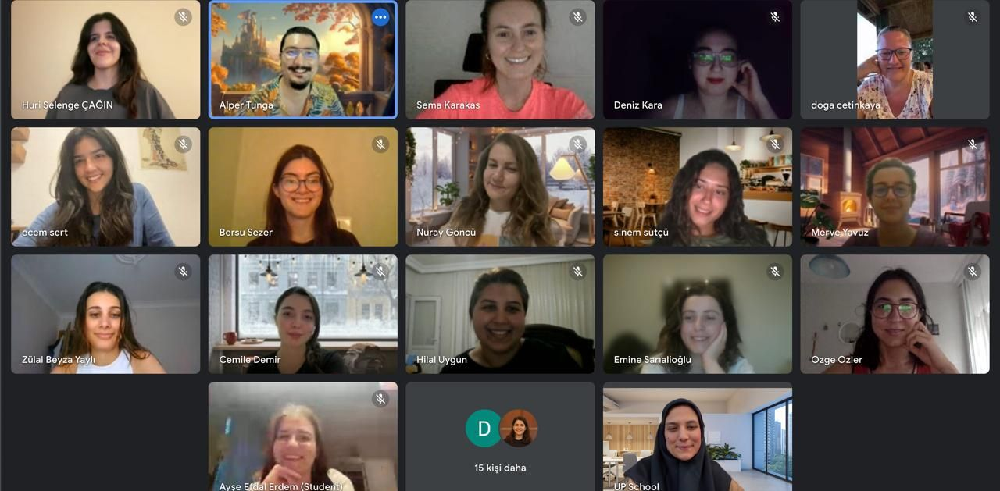 Huri Selenge ÇAĞIN
Alper Tunga
Sema Karakas
Deniz Kara
doga cetinkaya
ecem sert
Bersu Sezer
Nuray Göncü
sinem sütçü
Merve Yavuz
Zülal Beyza Yaylı
Cemile Demir
Hilal Uygun
Emine Sarıalioğlu
Ozge Ozler
Ayşe Efdal Erdem (Student)
D
15 kişi daha
UP School